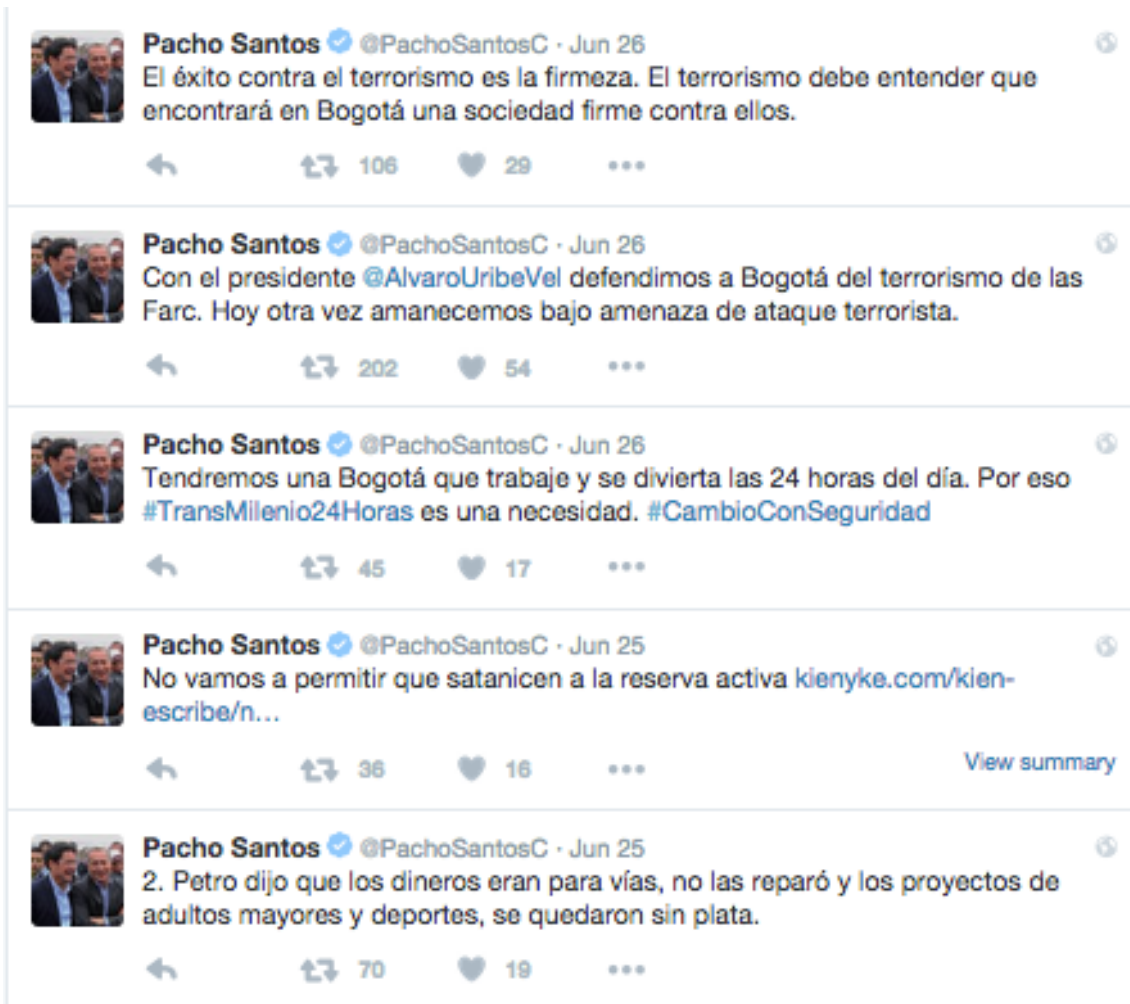 Pacho Santos @PachoSantosC · Jun 26
El éxito contra el terrorismo es la firmeza. El terrorismo debe entender que
encontrará en Bogotá una sociedad firme contra ellos.
106 29
Pacho Santos @PachoSantosC · Jun 26
Con el presidente @AlvaroUribeVel defendimos a Bogotá del terrorismo de las
Farc. Hoy otra vez amanecemos bajo amenaza de ataque terrorista.
202 54
Pacho Santos @PachoSantosC · Jun 26
Tendremos una Bogotá que trabaje y se divierta las 24 horas del día. Por eso
#TransMilenio24Horas es una necesidad. #CambioConSeguridad
45 17
Pacho Santos @PachoSantosC · Jun 25
No vamos a permitir que satanicen a la reserva activa kienyke.com/kien-
escribe/n...
36 16 View summary
Pacho Santos @PachoSantosC · Jun 25
2. Petro dijo que los dineros eran para vías, no las reparó y los proyectos de
adultos mayores y deportes, se quedaron sin plata.
70 19